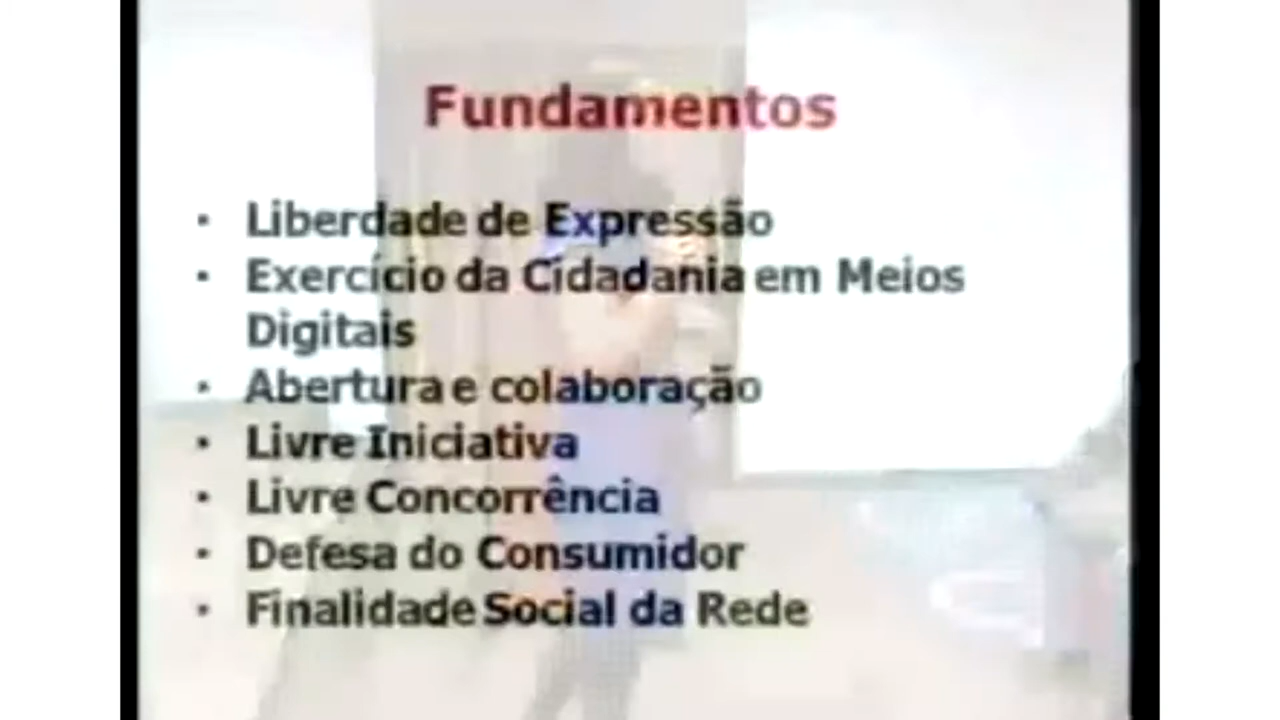 Fundamentos
• Liberdade de Expressão
• Exercício da Cidadania em Meios
Digitais
• Abertura e colaboração
• Livre Iniciativa
• Livre Concorrência
• Defesa do Consumidor
• Finalidade Social da Rede